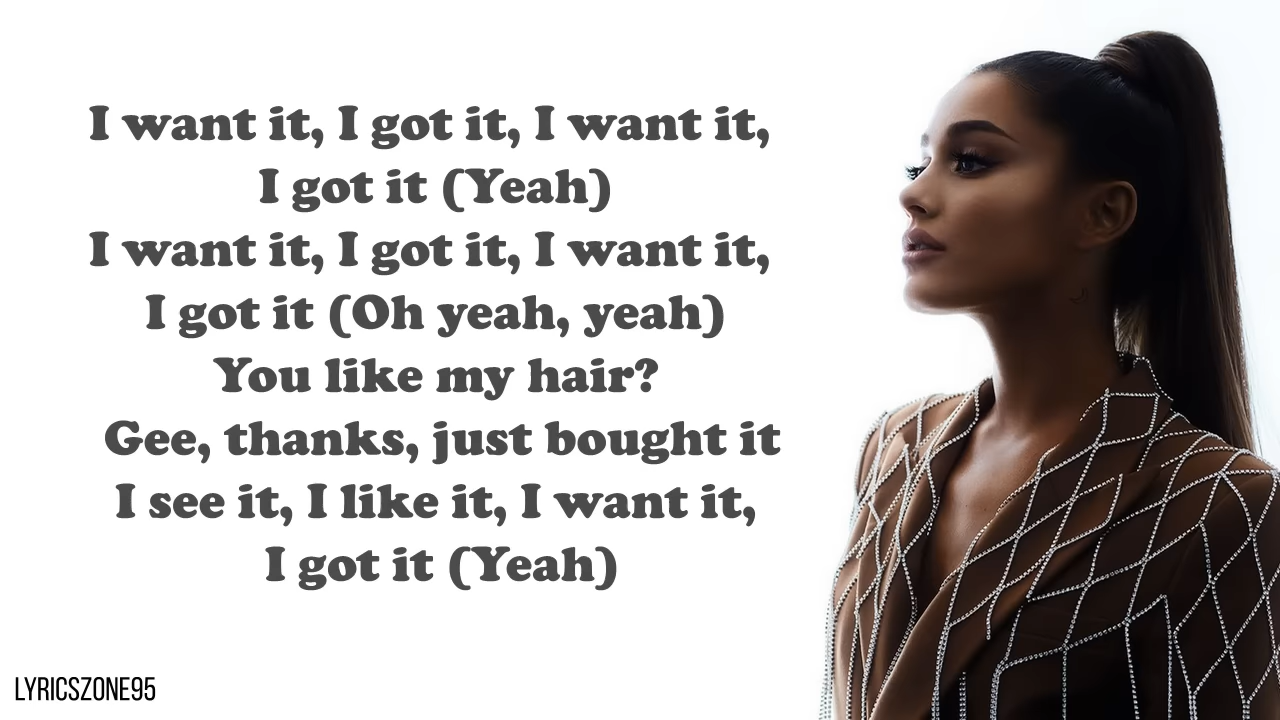 I want it, I got it, I want it,
I got it (Yeah)
I want it, I got it, I want it,
I got it (Oh yeah, yeah)
You like my hair?
Gee, thanks, just bought it
I see it, I like it, I want it,
I got it (Yeah)
LYRICSZONE95